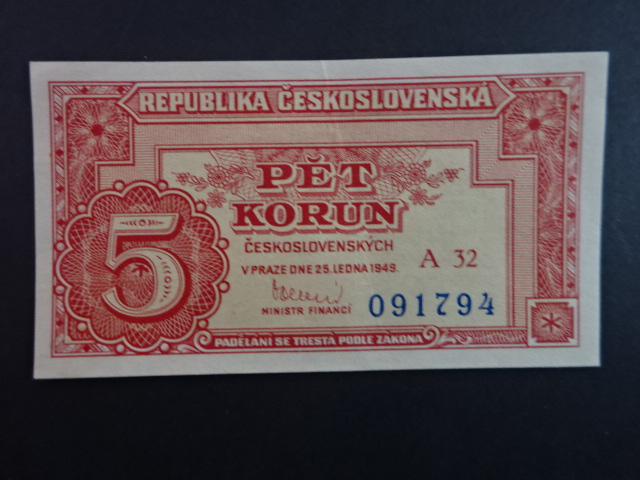 REPUBLIKA ČESKOSLOVENSKÁ
PĚT
KORUN
ČESKOSLOVENSKÝCH
V PRAZE DNE 25. LEDNA 1949.
A 32
MINISTR FINANCÍ
091794
5
PADĚLÁNÍ SE TRESTÁ PODLE ZÁKONA